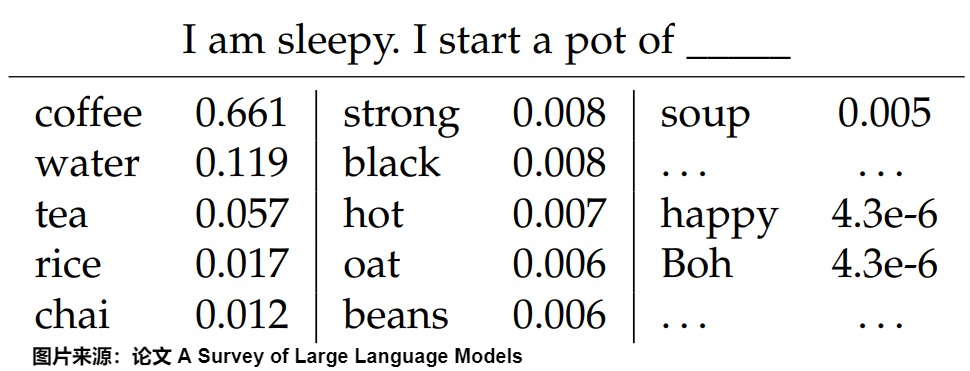 I am sleepy. I start a pot of _____
coffee 0.661 strong 0.008 soup 0.005
water 0.119 black 0.008 ... ...
tea 0.057 hot 0.007 happy 4.3e-6
rice 0.017 oat 0.006 Boh 4.3e-6
chai 0.012 beans 0.006 ... ...
图片来源：论文 A Survey of Large Language Models